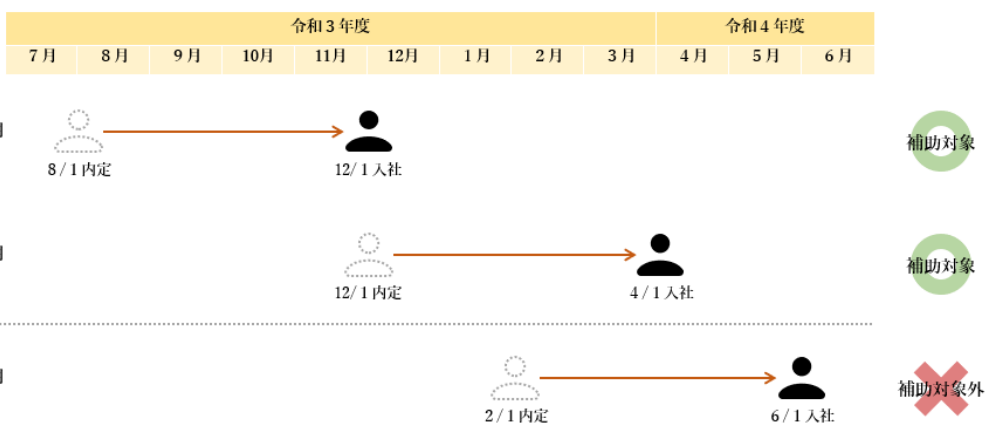 令和3年度 令和4年度
7月 8月 9月 10月 11月 12月 1月 2月 3月 4月 5月 6月
補助対象
8/1内定 12/1入社
補助対象
12/1内定 4/1入社
補助対象外
2/1内定 6/1入社